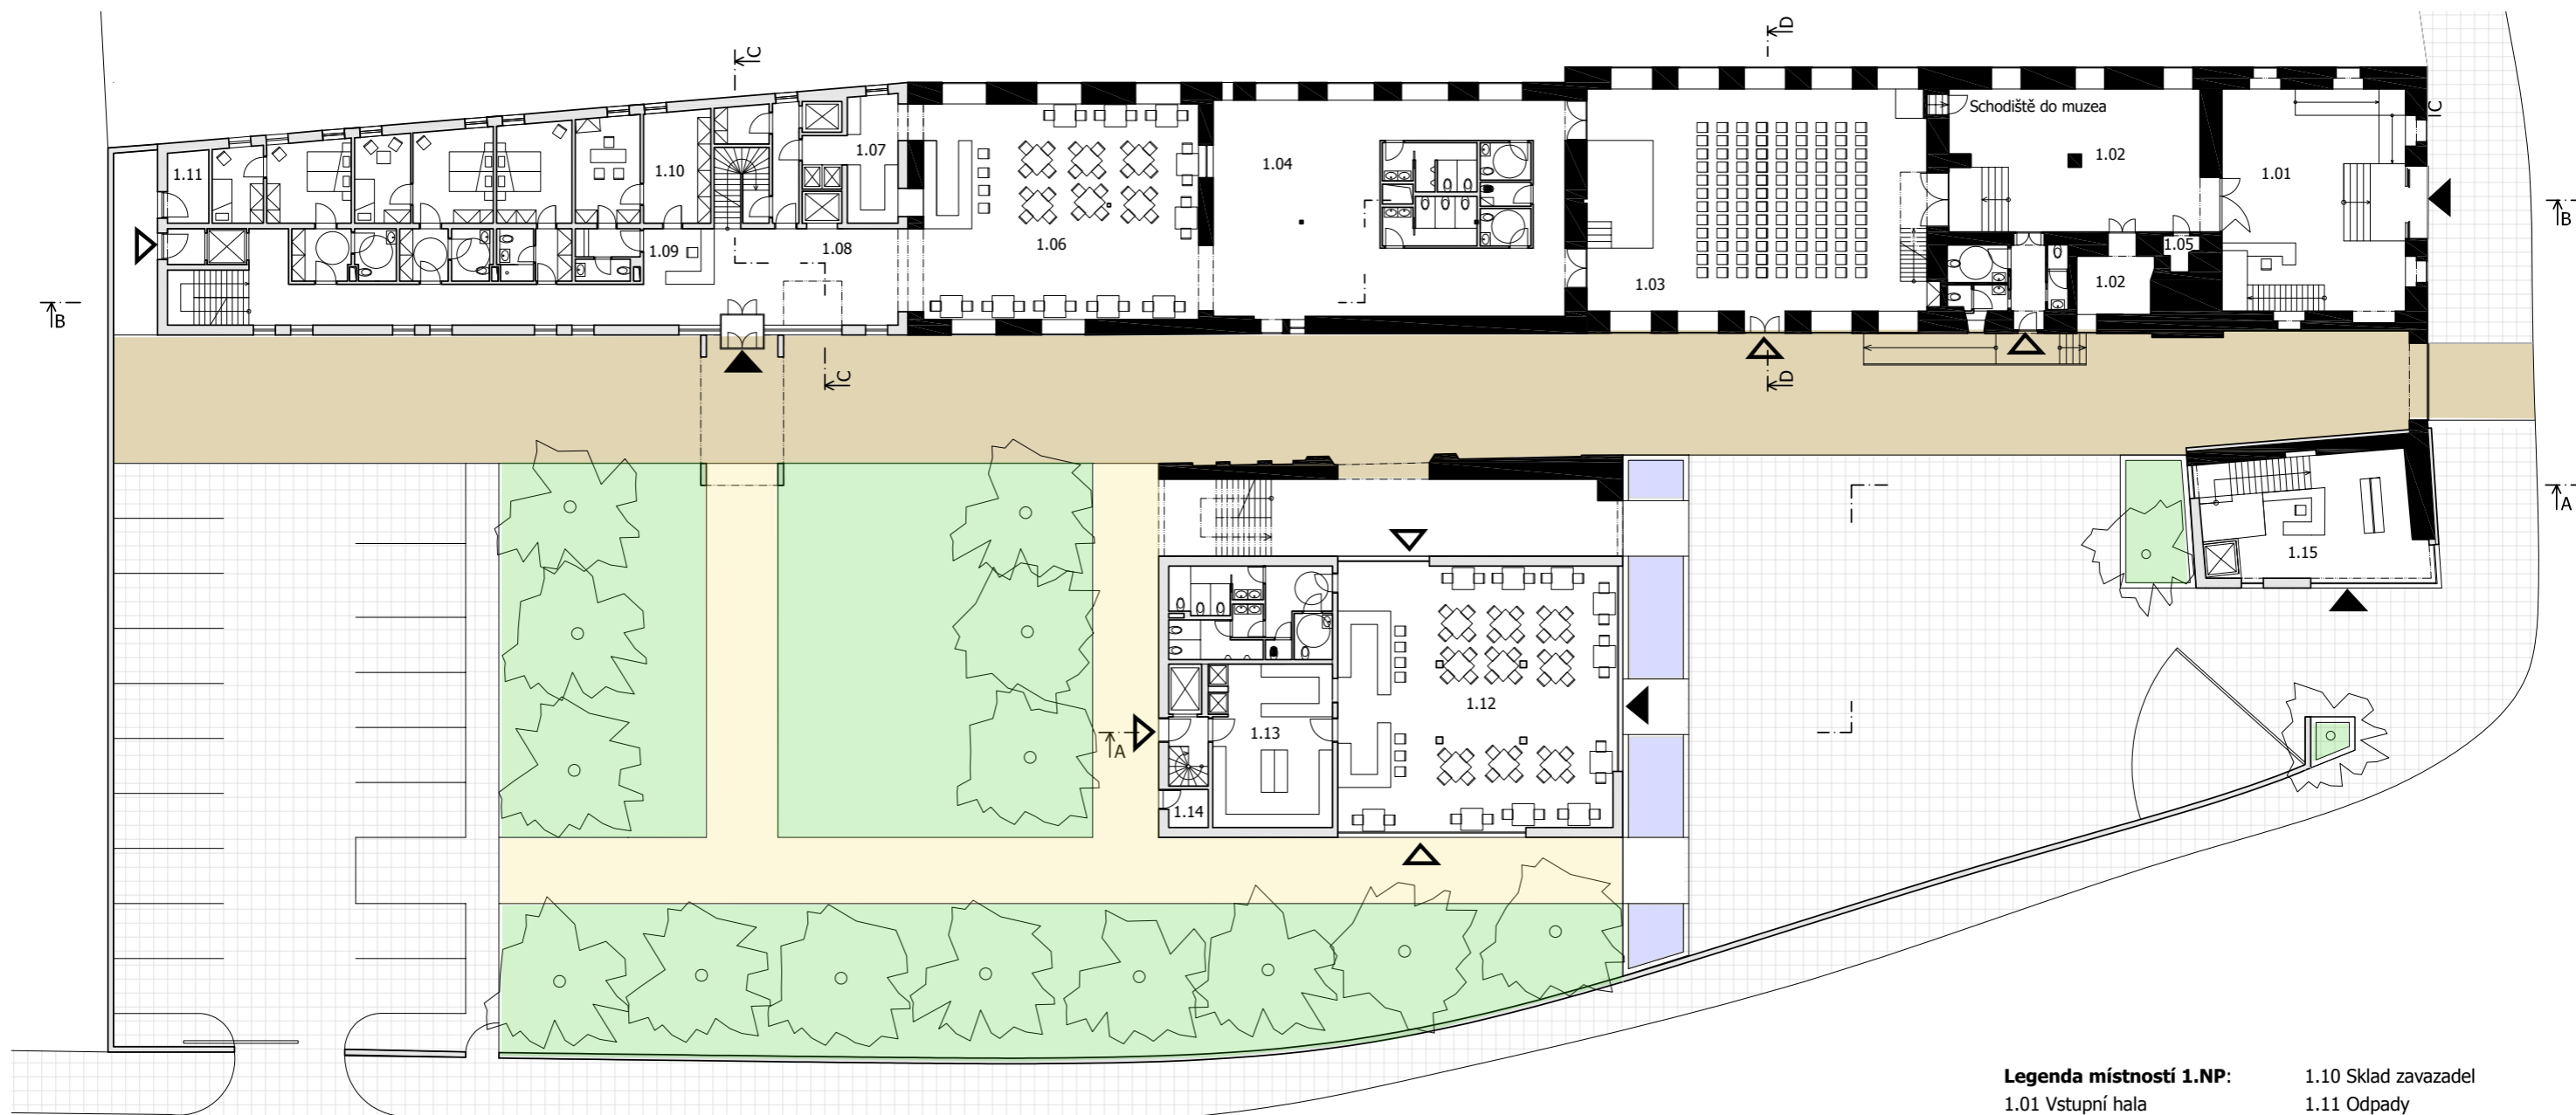 C
D
Schodiště do muzea
C
1.11
1.10
1.07
1.04
1.02
1.01
B
1.09
1.08
1.06
1.03
1.05
1.02
B
C
D
A
1.15
1.12
1.13
A
1.14
Legenda místností 1.NP:
1.01 Vstupní hala
1.10 Sklad zavazadel
1.11 Odpady